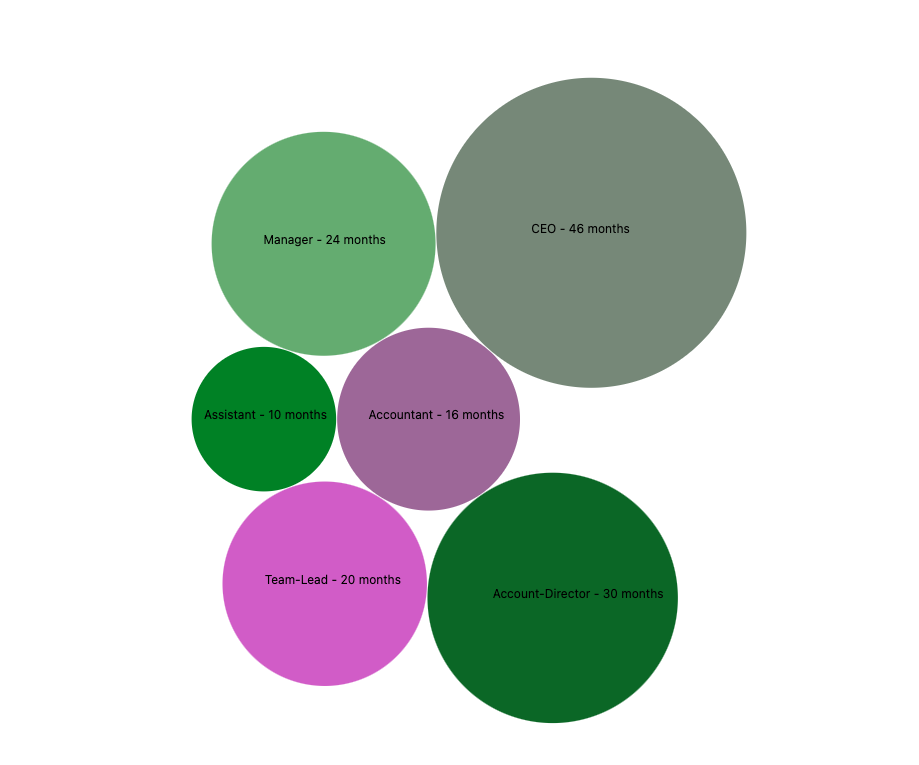 CEO - 46 months
Manager - 24 months
Assistant - 10 months
Accountant - 16 months
Team-Lead - 20 months
Account-Director - 30 months